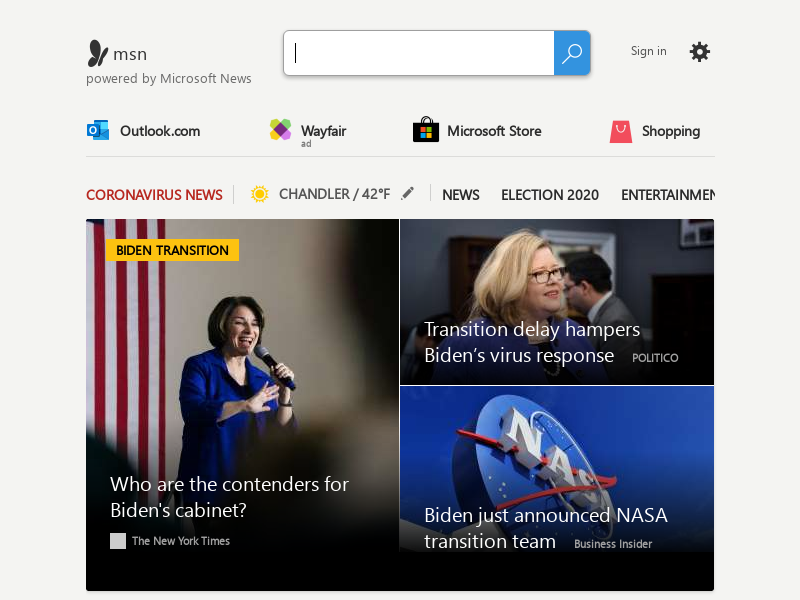 msn
powered by Microsoft News
Sign in
Outlook.com
Wayfair
ad
Microsoft Store
Shopping
CORONAVIRUS NEWS
CHANDLER / 42°F
NEWS
ELECTION 2020
ENTERTAINMEN
BIDEN TRANSITION
Who are the contenders for
Biden's cabinet?
The New York Times
Transition delay hampers
Biden’s virus response POLITICO
NAS
Biden just announced NASA
transition team Business Insider